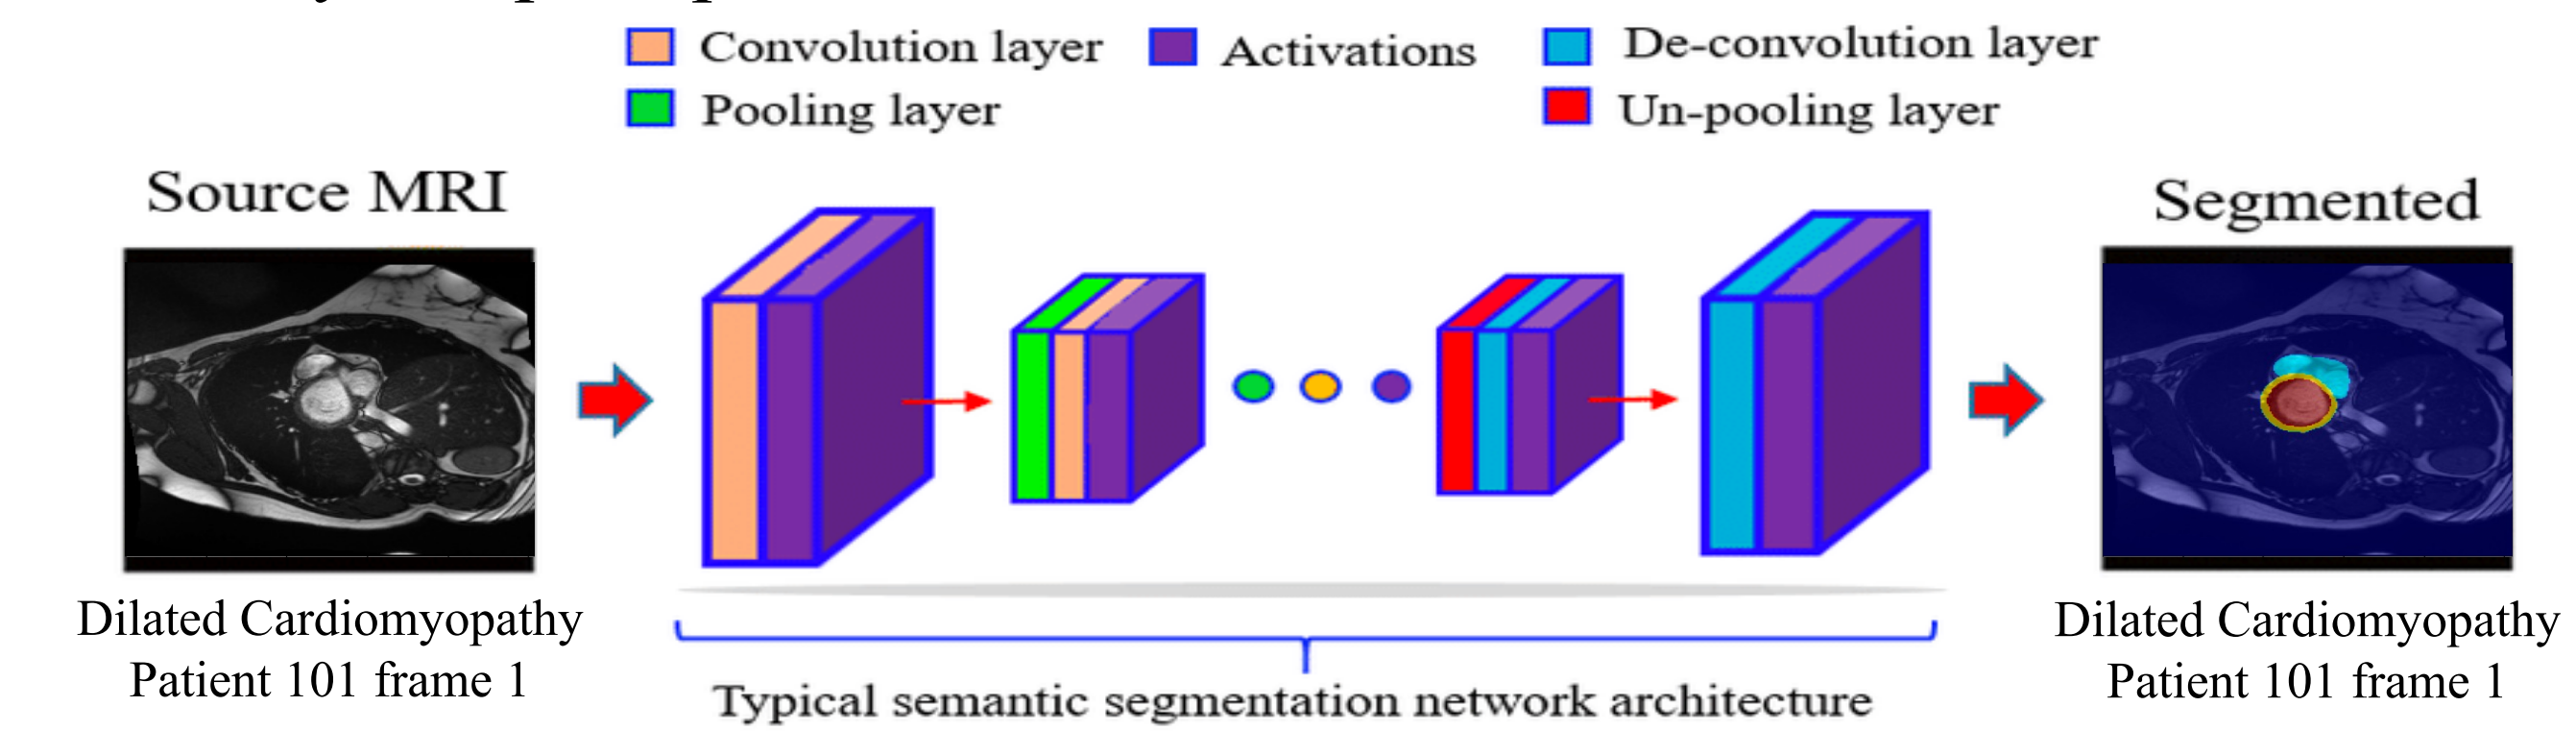 Convolution layer
Activations
De-convolution layer
Pooling layer
Un-pooling layer
Source MRI
Segmented
Dilated Cardiomyopathy
Patient 101 frame 1
Dilated Cardiomyopathy
Patient 101 frame 1
Typical semantic segmentation network architecture